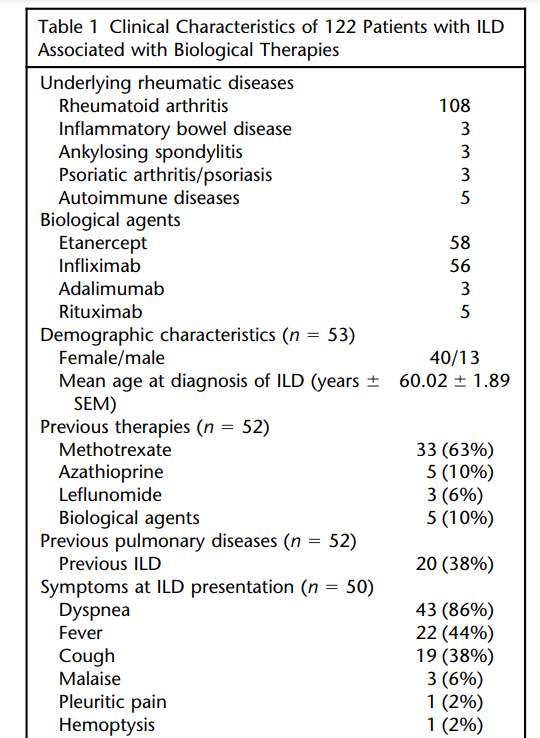 Table 1 Clinical Characteristics of 122 Patients with ILD
Associated with Biological Therapies
Underlying rheumatic diseases
Rheumatoid arthritis 108
Inflammatory bowel disease 3
Ankylosing spondylitis 3
Psoriatic arthritis/psoriasis 3
Autoimmune diseases 5
Biological agents
Etanercept 58
Infliximab 56
Adalimumab 3
Rituximab 5
Demographic characteristics (n = 53)
Female/male 40/13
Mean age at diagnosis of ILD (years ± 60.02 ± 1.89
SEM)
Previous therapies (n = 52)
Methotrexate 33 (63%)
Azathioprine 5 (10%)
Leflunomide 3 (6%)
Biological agents 5 (10%)
Previous pulmonary diseases (n = 52)
Previous ILD 20 (38%)
Symptoms at ILD presentation (n = 50)
Dyspnea 43 (86%)
Fever 22 (44%)
Cough 19 (38%)
Malaise 3 (6%)
Pleuritic pain 1 (2%)
Hemoptysis 1 (2%)